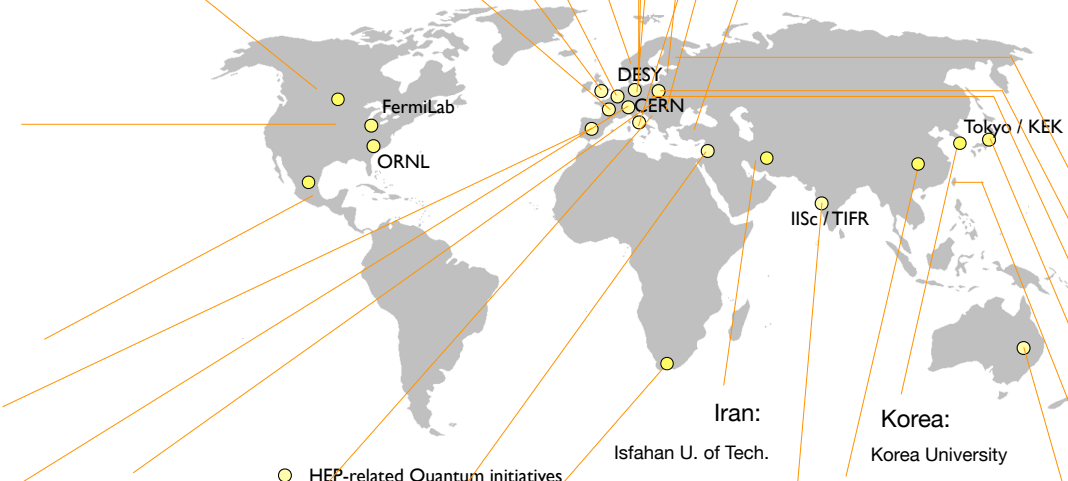 DESY
FermiLab
CERN
Tokyo / KEK
ORNL
IISc / TIFR
Iran:
Korea:
Isfahan U. of Tech.
Korea University
HEP-related Quantum initiatives